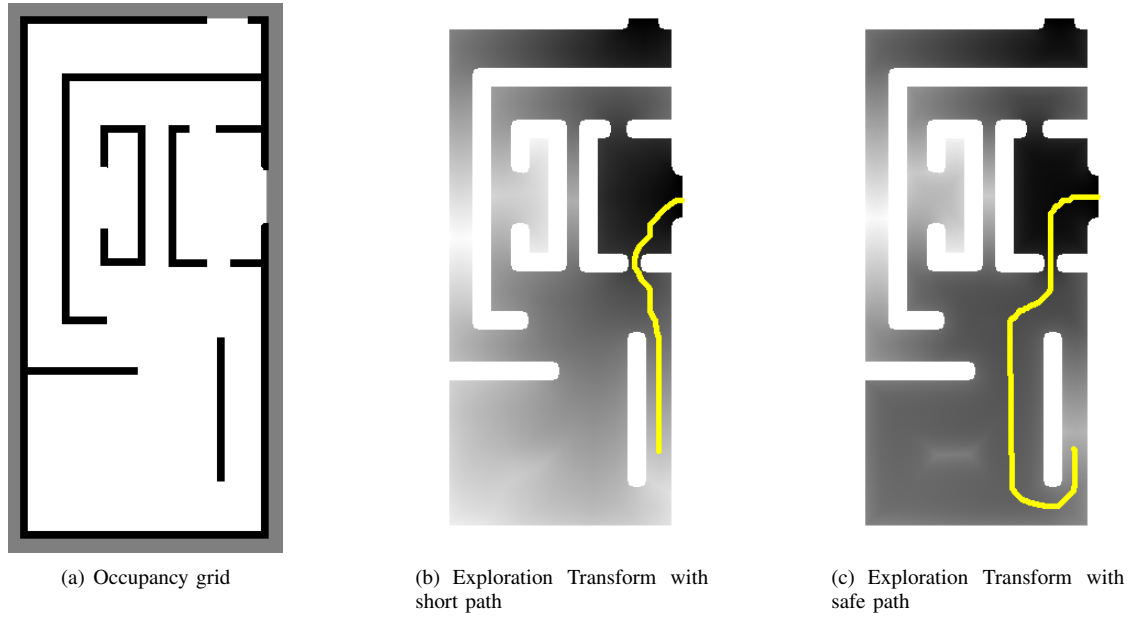 (a) Occupancy grid
(b) Exploration Transform with
short path
(c) Exploration Transform with
safe path